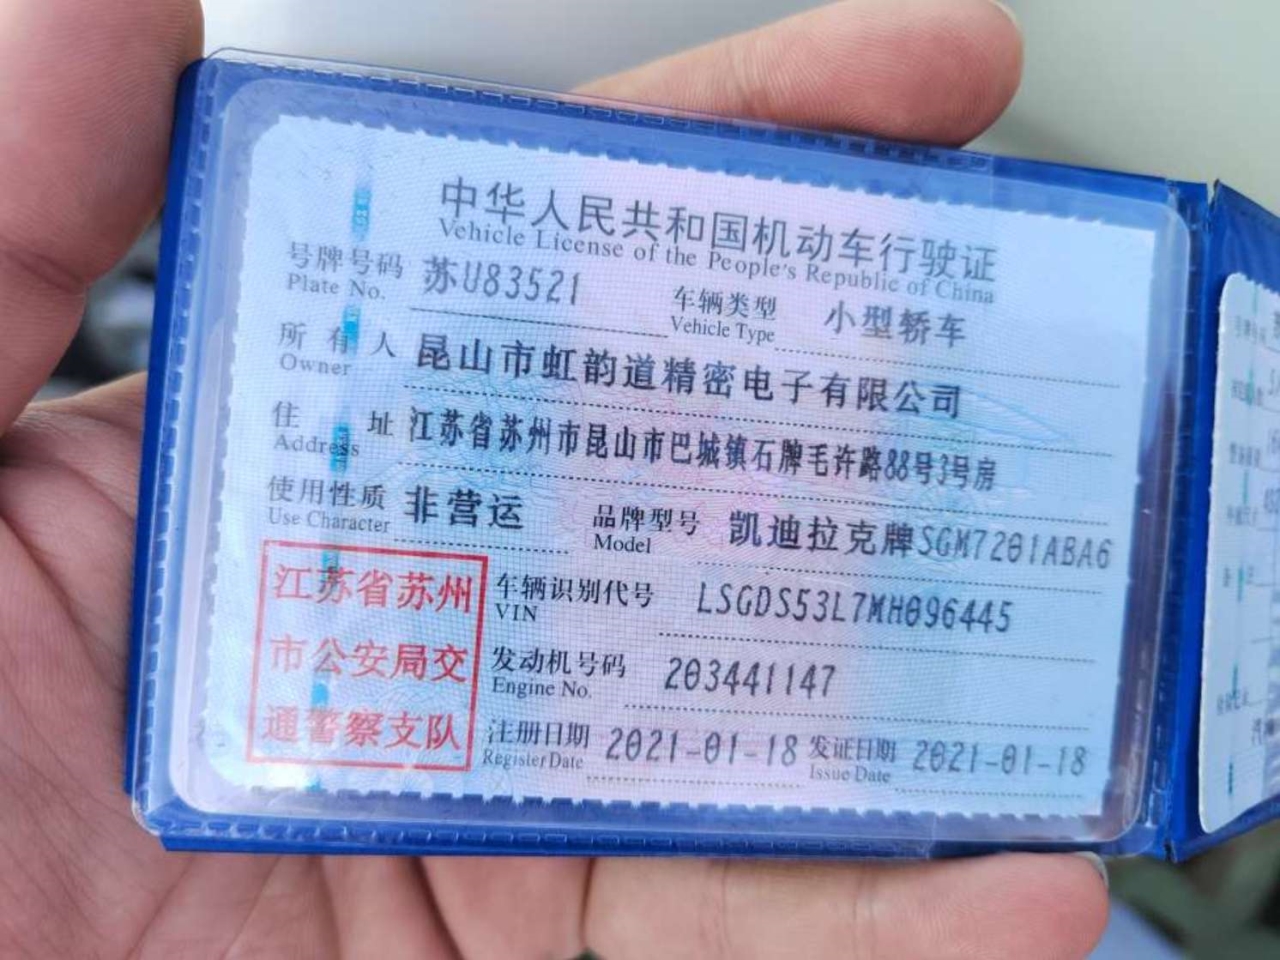 中华人民共和国机动车行驶证
Vehicle License of the People's Republic of China
号牌号码 苏U83521 车辆类型 小型轿车
Plate No. Vehicle Type
所有人 昆山市虹韵道精密电子有限公司
Owner
住址 江苏省苏州市昆山市巴城镇石牌毛许路88号3号房
Address
使用性质 非营运 品牌型号 凯迪拉克牌SGM7201ABA6
Use Character Model
车辆识别代号 LSGDS53L7MH096445
VIN
发动机号码 203441147
Engine No.
注册日期 2021-01-18 发证日期 2021-01-18
Register Date Issue Date
江苏省苏州
市公安局交
通警察支队